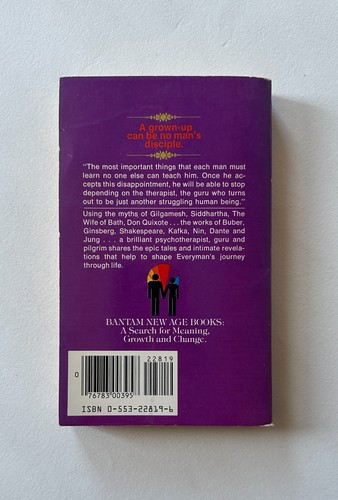 A grown-up
can be no man's
disciple.
"The most important things that each man must
learn no one else can teach him. Once he ac-
cepts this disappointment, he will be able to stop
depending on the therapist, the guru who turns
out to be just another struggling human being."
Using the myths of Gilgamesh, Siddhartha, The
Wife of Bath, Don Quixote . . . the works of Buber,
Ginsberg, Shakespeare, Kafka, Nin, Dante and
Jung . . . a brilliant psychotherapist, guru and
pilgrim shares the epic tales and intimate revela-
tions that help to shape Everyman's journey
through life.
BANTAM NEW AGE BOOKS:
A Search for Meaning,
Growth and Change.
22819
0
76783 00395
ISBN 0-553-22819-6